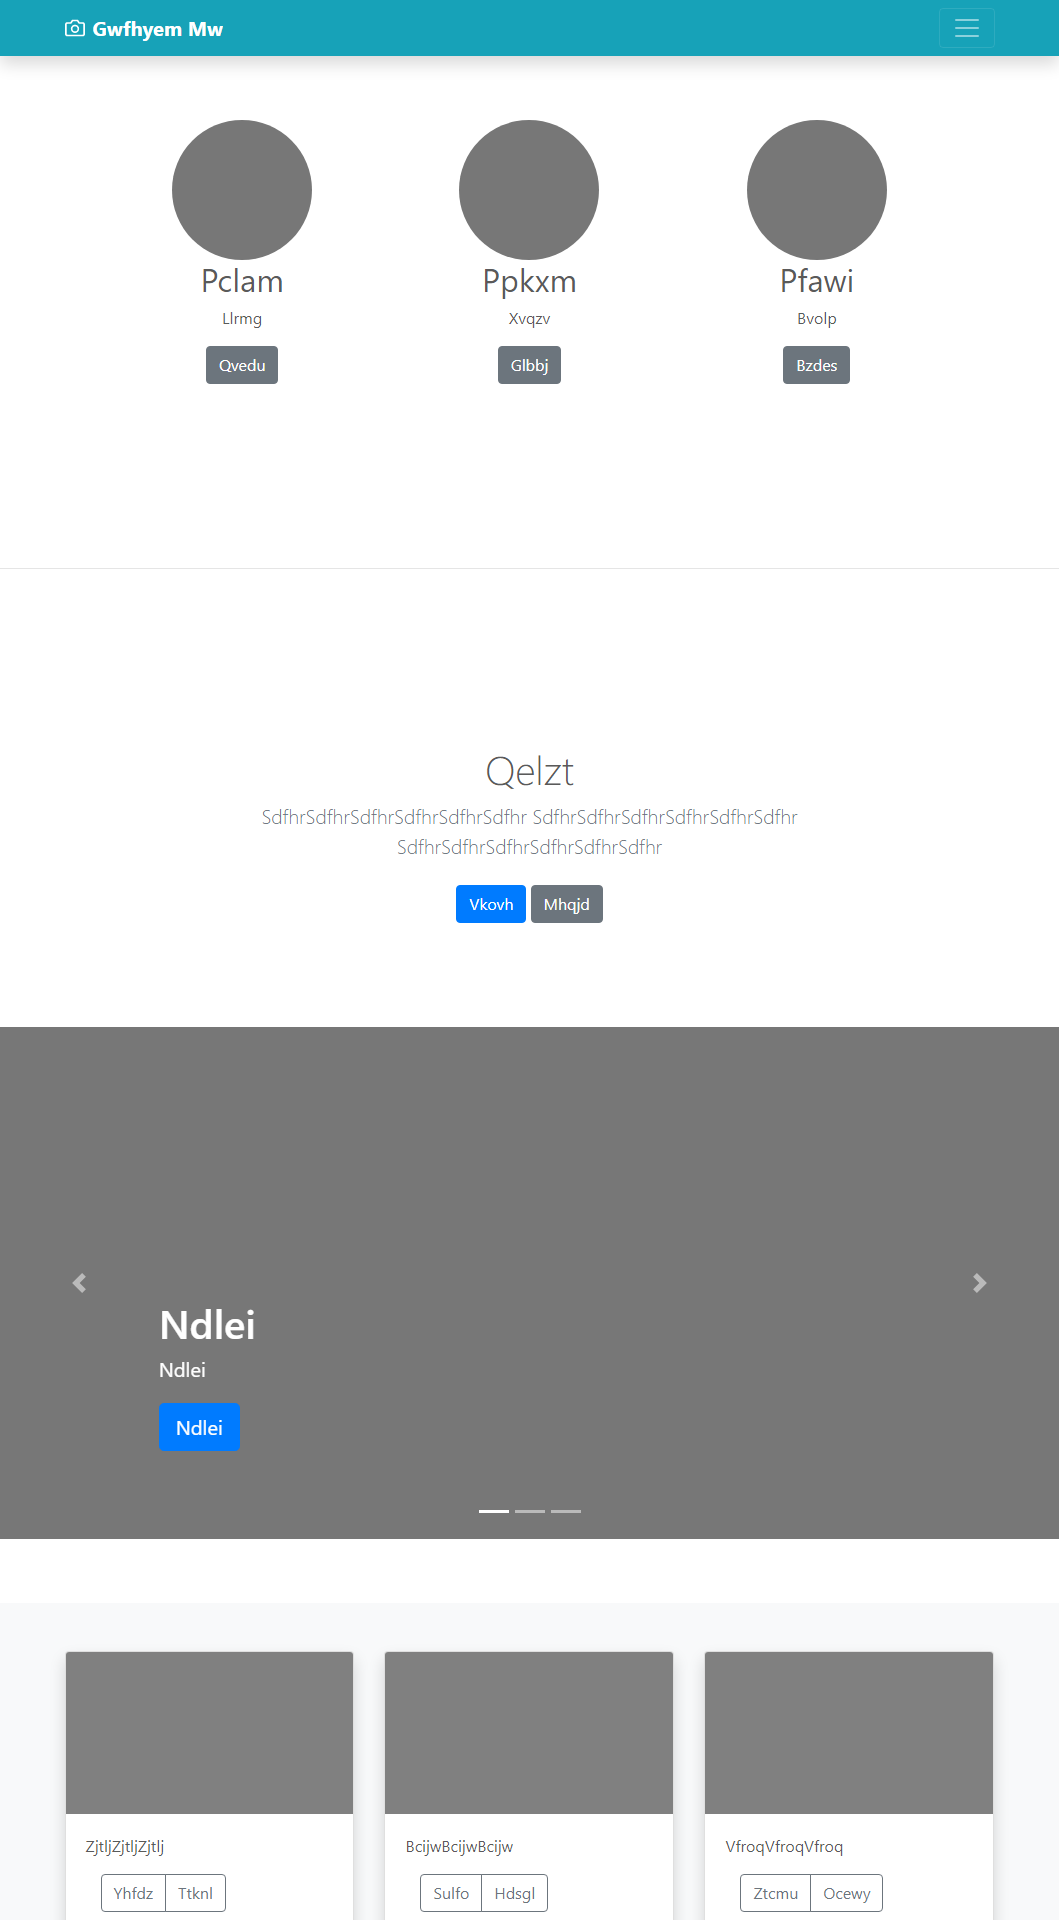 Gwfhyem Mw
Pclam
Ppkxm
Pfawi
Llrmg
Xvqzv
Bvolp
Qvedu
Glbbj
Bzdes
Qelzt
SdfhrSdfhrSdfhrSdfhrSdfhrSdfhr SdfhrSdfhrSdfhrSdfhrSdfhrSdfhr
SdfhrSdfhrSdfhrSdfhrSdfhrSdfhr
Vkovh Mhqjd
Ndlei
Ndlei
Ndlei
ZjtljZjtljZjtlj
BcijwBcijwBcijw
VfroqVfroqVfroq
Yhfdz Ttknl
Sulfo Hdsgl
Ztcmu Ocewy